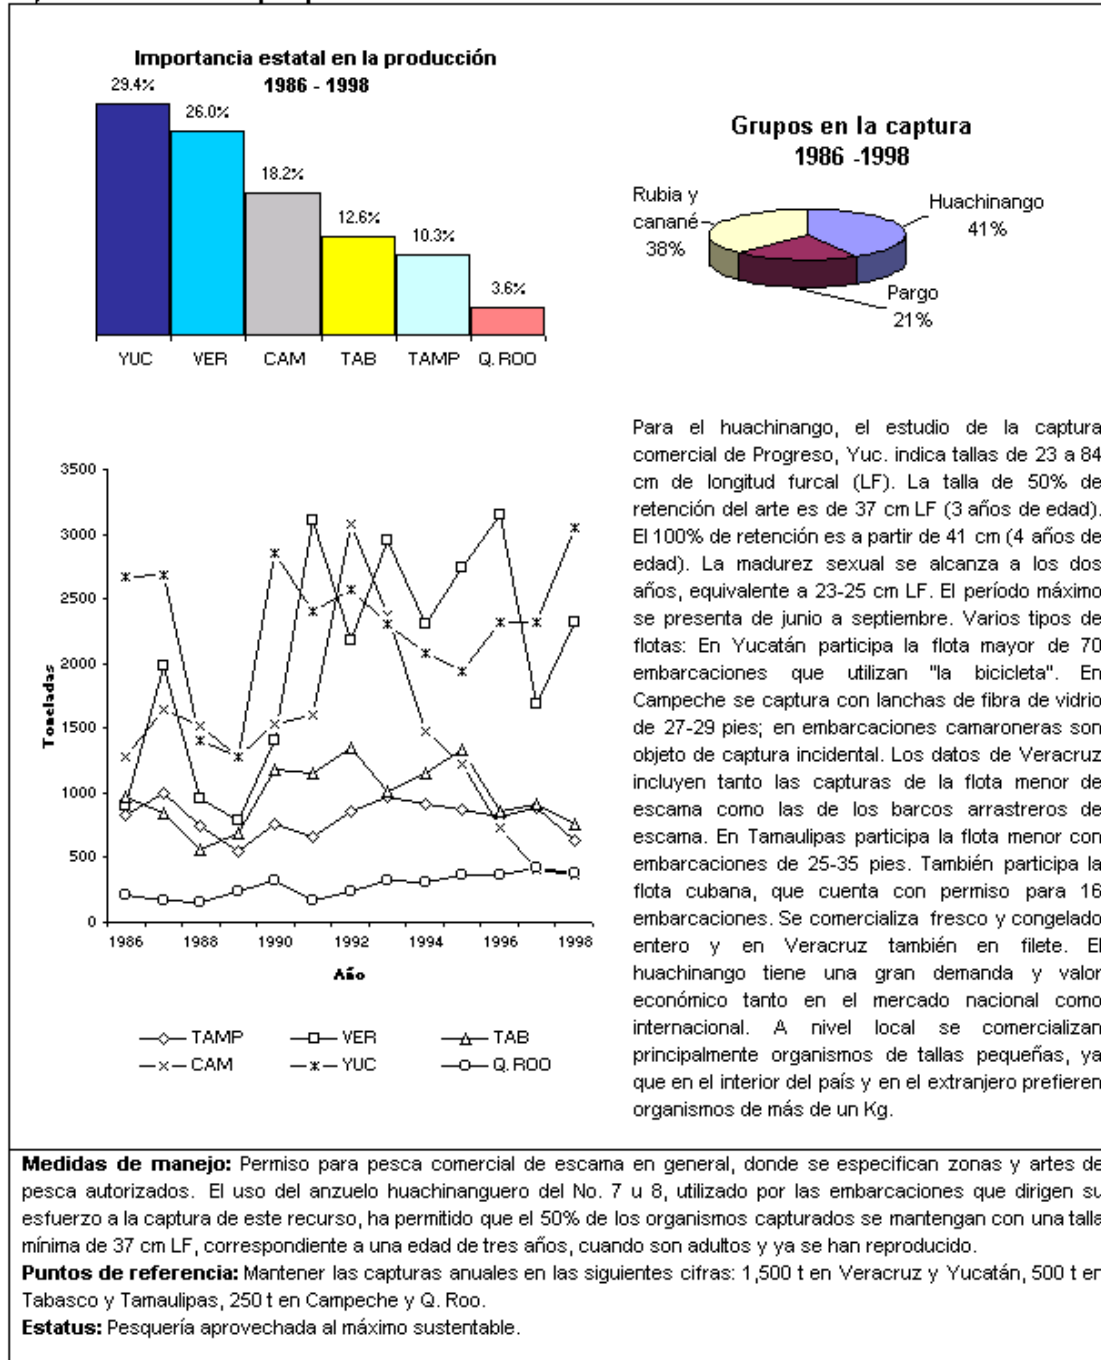 Importancia estatal en la producción
1986 - 1998
29.4%
26.0%
18.2%
12.6%
10.3%
3.6%
YUC VER CAM TAB TAMP Q. ROO
Grupos en la captura
1986 -1998
Rubia y
canané
38%
Huachinango
41%
Pargo
21%
3500
3000
2500
2000
1500
1000
500
0
Toneladas
1986 1988 1990 1992 1994 1996 1998
Año
TAMP VER TAB
CAM YUC Q. ROO
Para el huachinango, el estudio de la captura
comercial de Progreso, Yuc. indica tallas de 23 a 84
cm de longitud furcal (LF). La talla de 50% de
retención del arte es de 37 cm LF (3 años de edad).
El 100% de retención es a partir de 41 cm (4 años de
edad). La madurez sexual se alcanza a los dos
años, equivalente a 23-25 cm LF. El período máximo
se presenta de junio a septiembre. Varios tipos de
flotas: En Yucatán participa la flota mayor de 70
embarcaciones que utilizan "la bicicleta". En
Campeche se captura con lanchas de fibra de vidrio
de 27-29 pies; en embarcaciones camaroneras son
objeto de captura incidental. Los datos de Veracruz
incluyen tanto las capturas de la flota menor de
escama como las de los barcos arrastreros de
escama. En Tamaulipas participa la flota menor con
embarcaciones de 25-35 pies. También participa la
flota cubana, que cuenta con permiso para 16
embarcaciones. Se comercializa fresco y congelado
entero y en Veracruz también en filete. El
huachinango tiene una gran demanda y valor
económico tanto en el mercado nacional como
internacional. A nivel local se comercializan
principalmente organismos de tallas pequeñas, ya
que en el interior del país y en el extranjero prefieren
organismos de más de un Kg.
Medidas de manejo: Permiso para pesca comercial de escama en general, donde se especifican zonas y artes de
pesca autorizados. El uso del anzuelo huachinanguero del No. 7 u 8, utilizado por las embarcaciones que dirigen su
esfuerzo a la captura de este recurso, ha permitido que el 50% de los organismos capturados se mantengan con una talla
mínima de 37 cm LF, correspondiente a una edad de tres años, cuando son adultos y ya se han reproducido.
Puntos de referencia: Mantener las capturas anuales en las siguientes cifras: 1,500 t en Veracruz y Yucatán, 500 t en
Tabasco y Tamaulipas, 250 t en Campeche y Q. Roo.
Estatus: Pesquería aprovechada al máximo sustentable.